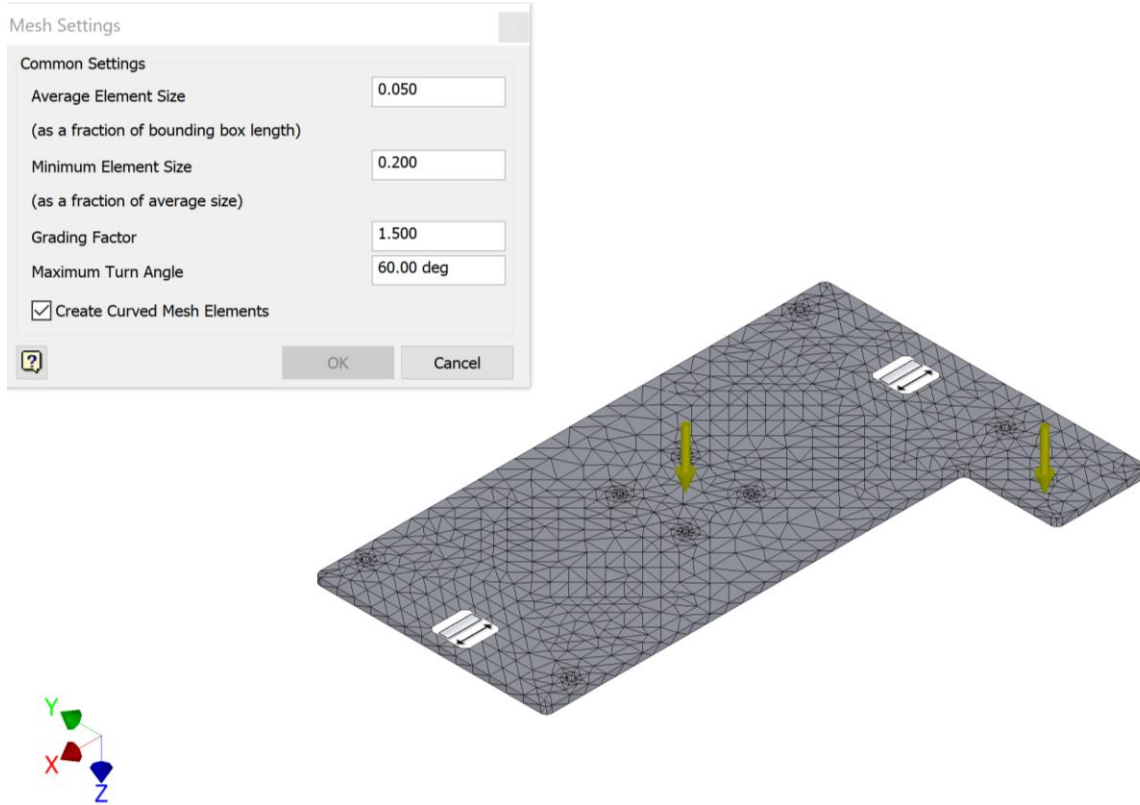 Mesh Settings
Common Settings
Average Element Size 0.050
(as a fraction of bounding box length)
Minimum Element Size 0.200
(as a fraction of average size)
Grading Factor 1.500
Maximum Turn Angle 60.00 deg
Create Curved Mesh Elements
? OK Cancel
Y
X
Z